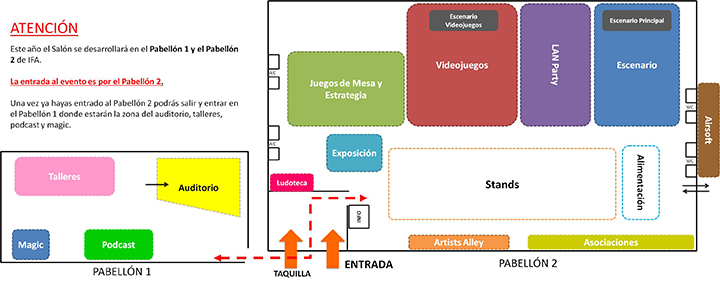 ATENCIÓN
Este año el Salón se desarrollará en el Pabellón 1 y el Pabellón
2 de IFA.
La entrada al evento es por el Pabellón 2.
Una vez ya hayas entrado al Pabellón 2 podrás salir y entrar en
el Pabellón 1 donde estarán la zona del auditorio, talleres,
podcast y magic.
Talleres
Auditorio
Magic
Podcast
PABELLÓN 1
Escenario
Videojuegos
Videojuegos
LAN Party
Escenario Principal
Escenario
Juegos de Mesa y
Estrategia
WC
WC
WC
WC
Airsoft
Exposición
Ludoteca
Stands
Alimentación
INFO
Artists Alley
Asociaciones
TAQUILLA
ENTRADA
PABELLÓN 2